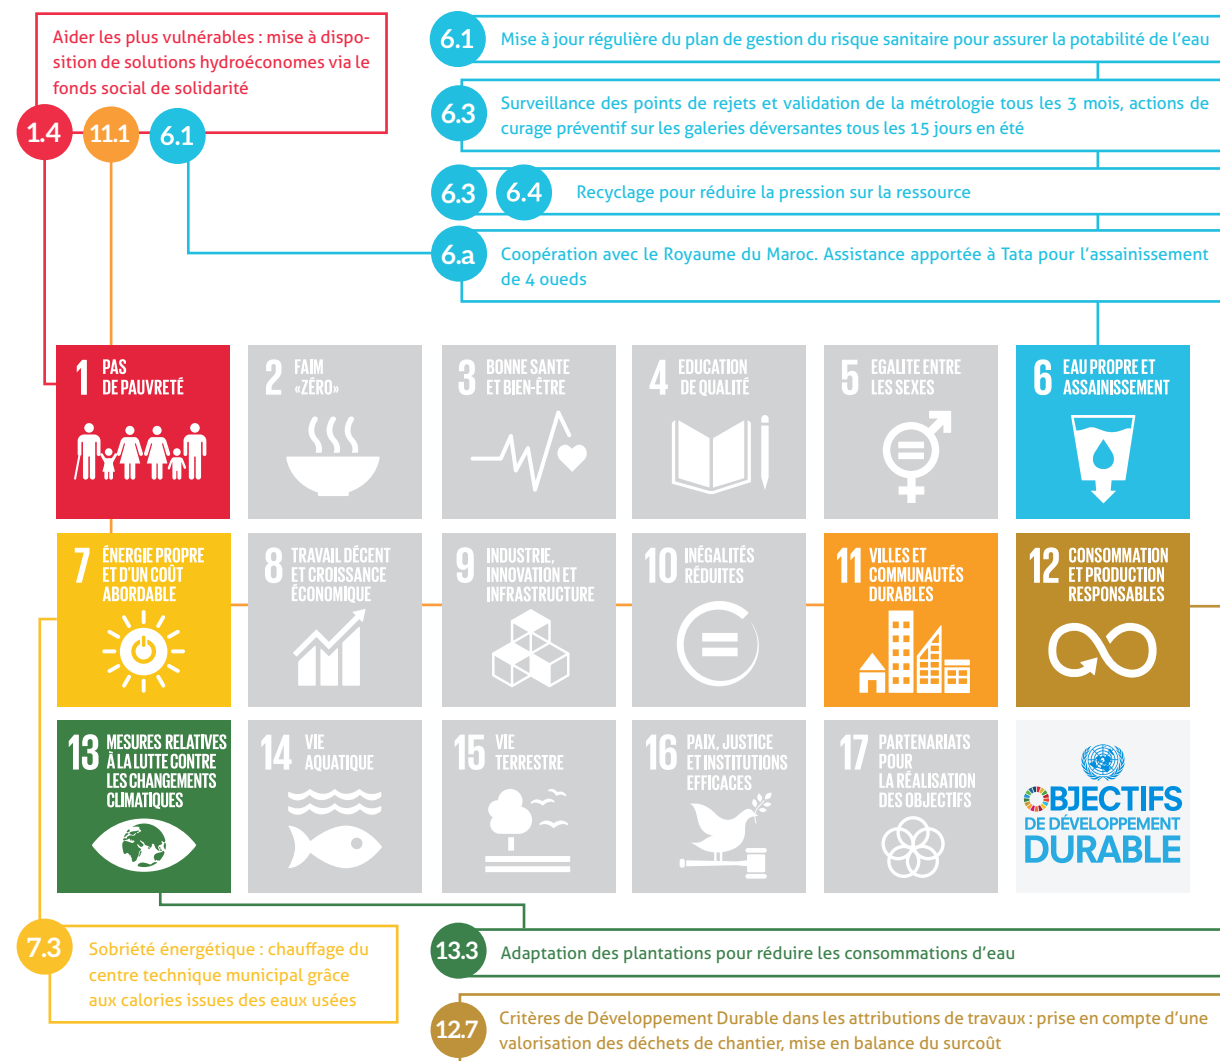 Aider les plus vulnérables : mise à dispo-
sition de solutions hydroéconomes via le
fonds social de solidarité
1.4
11.1
6.1
6.1
Mise à jour régulière du plan de gestion du risque sanitaire pour assurer la potabilité de l’eau
6.3
Surveillance des points de rejets et validation de la métrologie tous les 3 mois, actions de
curage préventif sur les galeries déversantes tous les 15 jours en été
6.3
6.4
Recyclage pour réduire la pression sur la ressource
6.a
Coopération avec le Royaume du Maroc. Assistance apportée à Tata pour l’assainissement
de 4 oueds
1 PAS
DE PAUVRETÉ
2 FAIM
«ZÉRO»
3 BONNE SANTE
ET BIEN-ÊTRE
4 EDUCATION
DE QUALITÉ
5 EGALITE ENTRE
LES SEXES
6 EAU PROPRE ET
ASSAINISSEMENT
7 ÉNERGIE PROPRE
ET D’UN COÛT
ABORDABLE
8 TRAVAIL DÉCENT
ET CROISSANCE
ÉCONOMIQUE
9 INDUSTRIE,
INNOVATION ET
INFRASTRUCTURE
10 INÉGALITÉS
RÉDUITES
11 VILLES ET
COMMUNAUTÉS
DURABLES
12 CONSOMMATION
ET PRODUCTION
RESPONSABLES
13 MESURES RELATIVES
À LA LUTTE CONTRE
LES CHANGEMENTS
CLIMATIQUES
14 VIE
AQUATIQUE
15 VIE
TERRESTRE
16 PAIX, JUSTICE
ET INSTITUTIONS
EFFICACES
17 PARTENARIATS
POUR
LA RÉALISATION
DES OBJECTIFS
OBJECTIFS
DE DÉVELOPPEMENT
DURABLE
7.3
Sobriété énergétique : chauffage du
centre technique municipal grâce
aux calories issues des eaux usées
13.3
Adaptation des plantations pour réduire les consommations d’eau
12.7
Critères de Développement Durable dans les attributions de travaux : prise en compte d’une
valorisation des déchets de chantier, mise en balance du surcoût